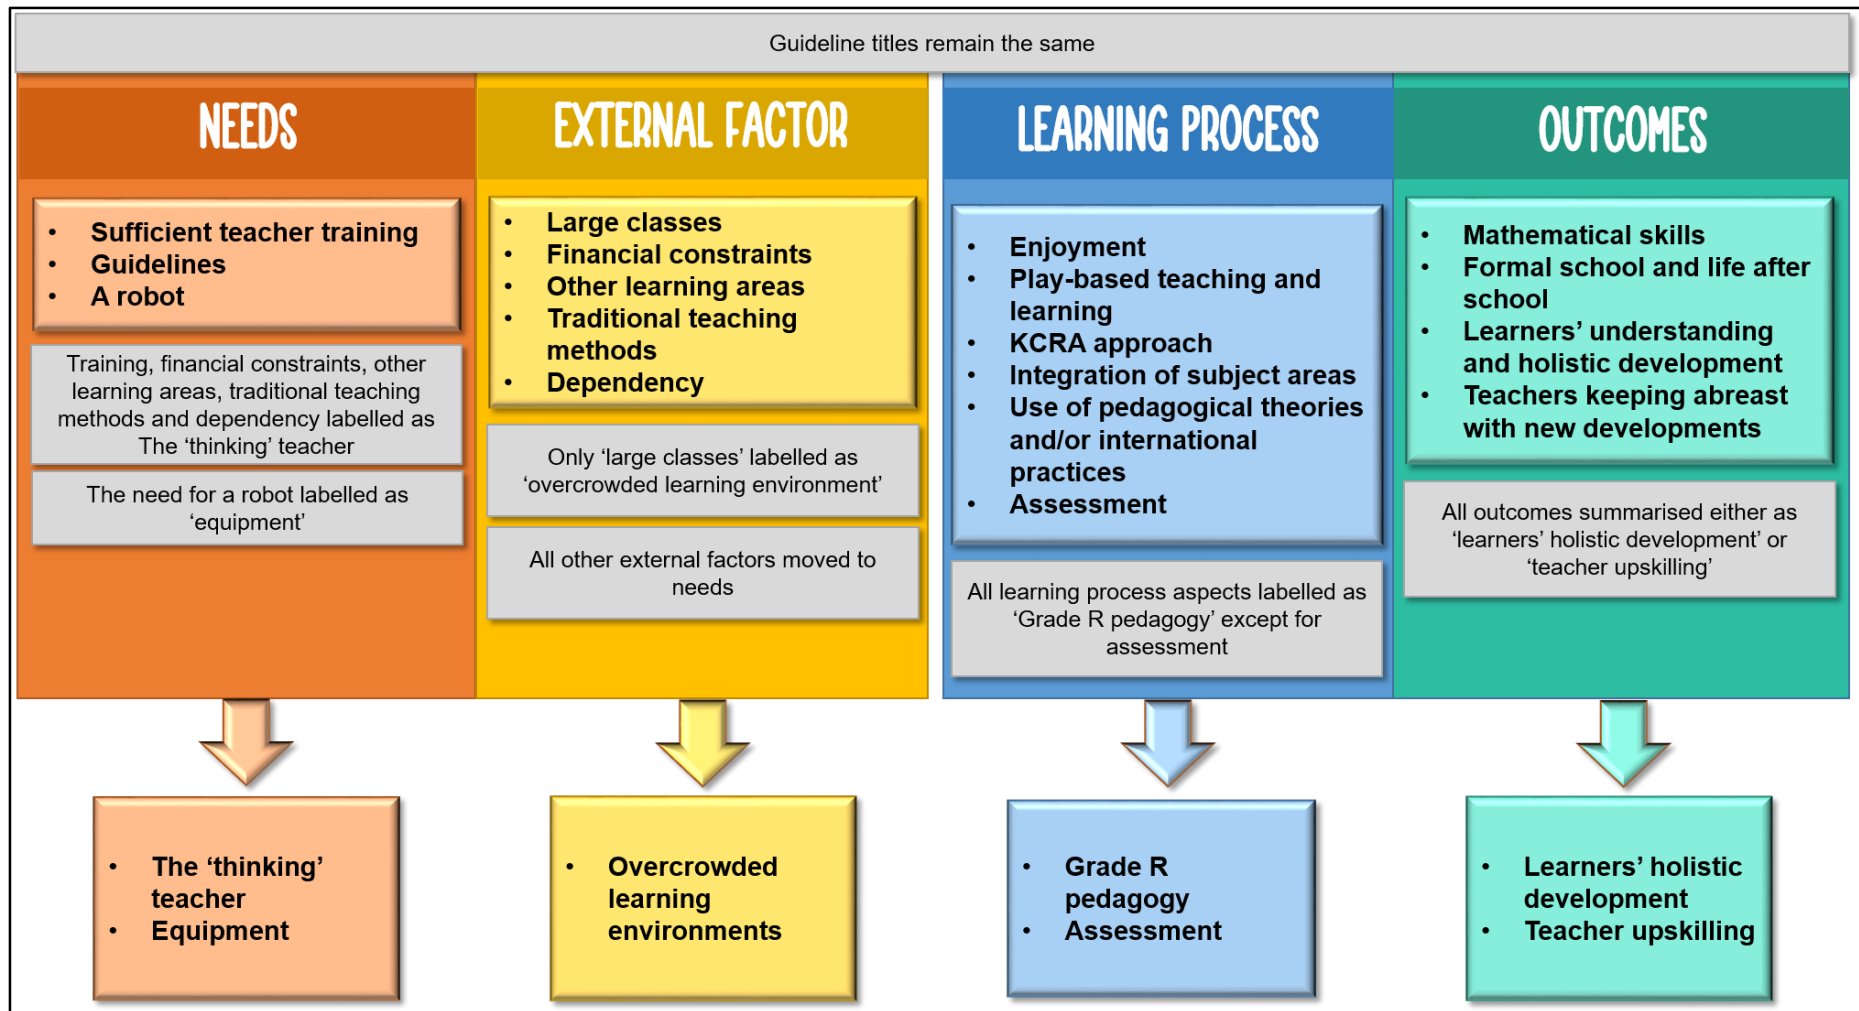 Guideline titles remain the same
NEEDS
• Sufficient teacher training
• Guidelines
• A robot
Training, financial constraints, other
learning areas, traditional teaching
methods and dependency labelled as
The ‘thinking’ teacher
The need for a robot labelled as
‘equipment’
• The ‘thinking’
teacher
• Equipment
EXTERNAL FACTOR
• Large classes
• Financial constraints
• Other learning areas
• Traditional teaching
methods
• Dependency
Only ‘large classes’ labelled as
‘overcrowded learning environment’
All other external factors moved to
needs
• Overcrowded
learning
environments
LEARNING PROCESS
• Enjoyment
• Play-based teaching and
learning
• KCRA approach
• Integration of subject areas
• Use of pedagogical theories
and/or international
practices
• Assessment
All learning process aspects labelled as
‘Grade R pedagogy’ except for
assessment
• Grade R
pedagogy
• Assessment
OUTCOMES
• Mathematical skills
• Formal school and life after
school
• Learners’ understanding
and holistic development
• Teachers keeping abreast
with new developments
All outcomes summarised either as
‘learners’ holistic development’ or
‘teacher upskilling’
• Learners’ holistic
development
• Teacher upskilling